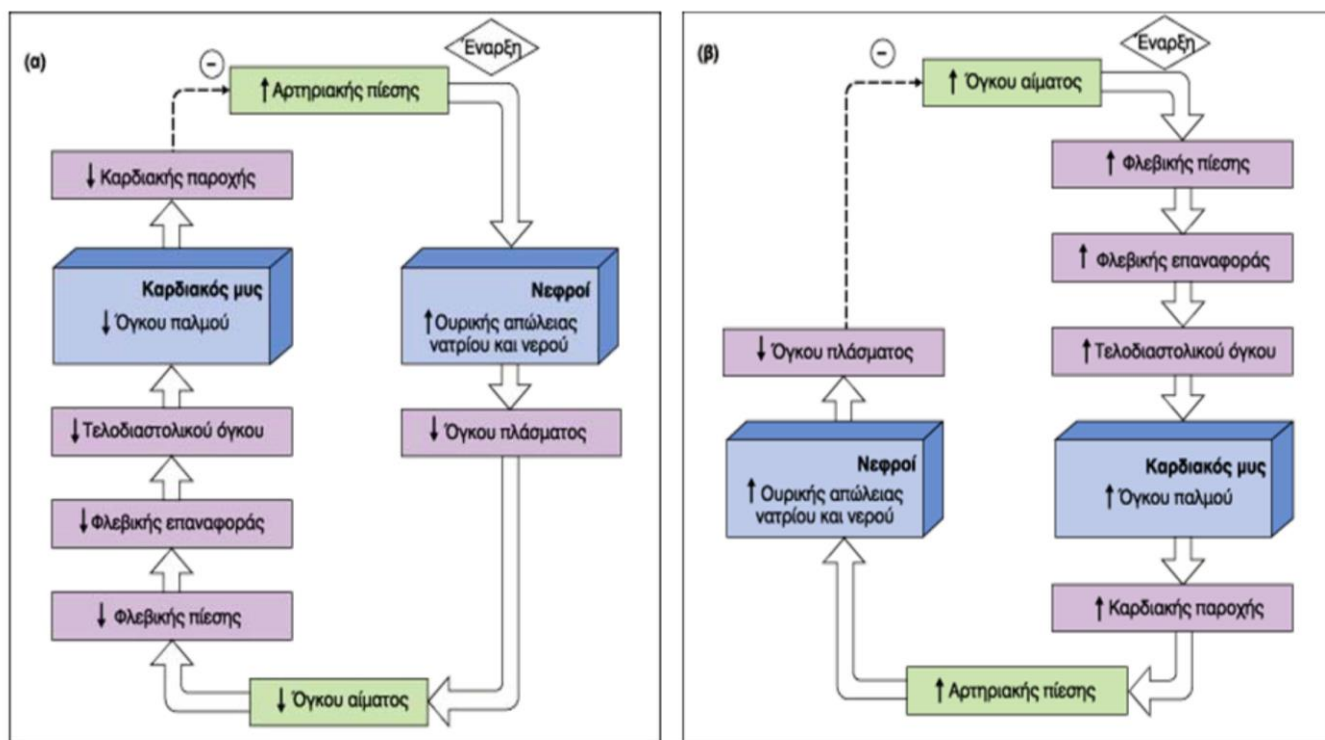 (α)
Έναρξη
−
↑ Αρτηριακής πίεσης
↓ Καρδιακής παροχής
Καρδιακός μυς
↓ Όγκου παλμού
Νεφροί
↑ Ουρικής απώλειας
νατρίου και νερού
↓ Τελοδιαστολικού όγκου
↓ Όγκου πλάσματος
↓ Φλεβικής επαναφοράς
↓ Φλεβικής πίεσης
↓ Όγκου αίματος
(β)
Έναρξη
−
↑ Όγκου αίματος
↑ Φλεβικής πίεσης
↑ Φλεβικής επαναφοράς
↑ Τελοδιαστολικού όγκου
↓ Όγκου πλάσματος
Νεφροί
↑ Ουρικής απώλειας
νατρίου και νερού
Καρδιακός μυς
↑ Όγκου παλμού
↑ Καρδιακής παροχής
↑ Αρτηριακής πίεσης